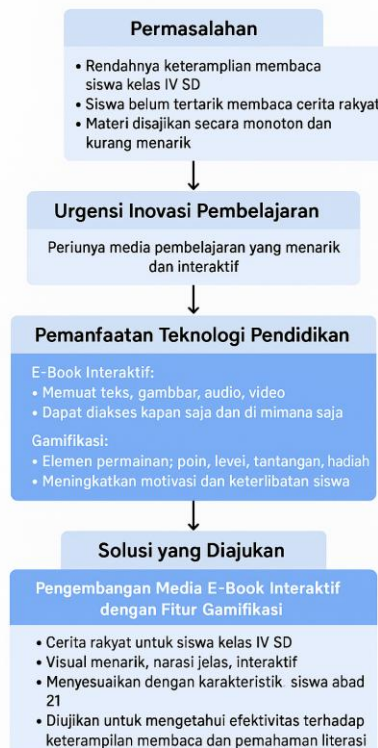 Permasalahan
• Rendahnya keteramplian membaca
siswa kelas IV SD
• Siswa belum tertarik membaca cerita rakyat
• Materi disajikan secara monoton dan
kurang menarik
Urgensi Inovasi Pembelajaran
Periunya media pembelajaran yang menarik
dan interaktif
Pemanfaatan Teknologi Pendidikan
E-Book Interaktif:
• Memuat teks, gambbar, audio, video
• Dapat diakses kapan saja dan di mimana saja
Gamifikasi:
• Elemen permainan; poin, levei, tantangan, hadiah
• Meningkatkan motivasi dan keterlibatan siswa
Solusi yang Diajukan
Pengembangan Media E-Book Interaktif
dengan Fitur Gamifikasi
• Cerita rakyat untuk siswa kelas IV SD
• Visual menarik, narasi jelas, interaktif
• Menyesuaikan dengan karakteristik siswa abad
21
• Diujikan untuk mengetahui efektivitas terhadap
keterampilan membaca dan pemahaman literasi